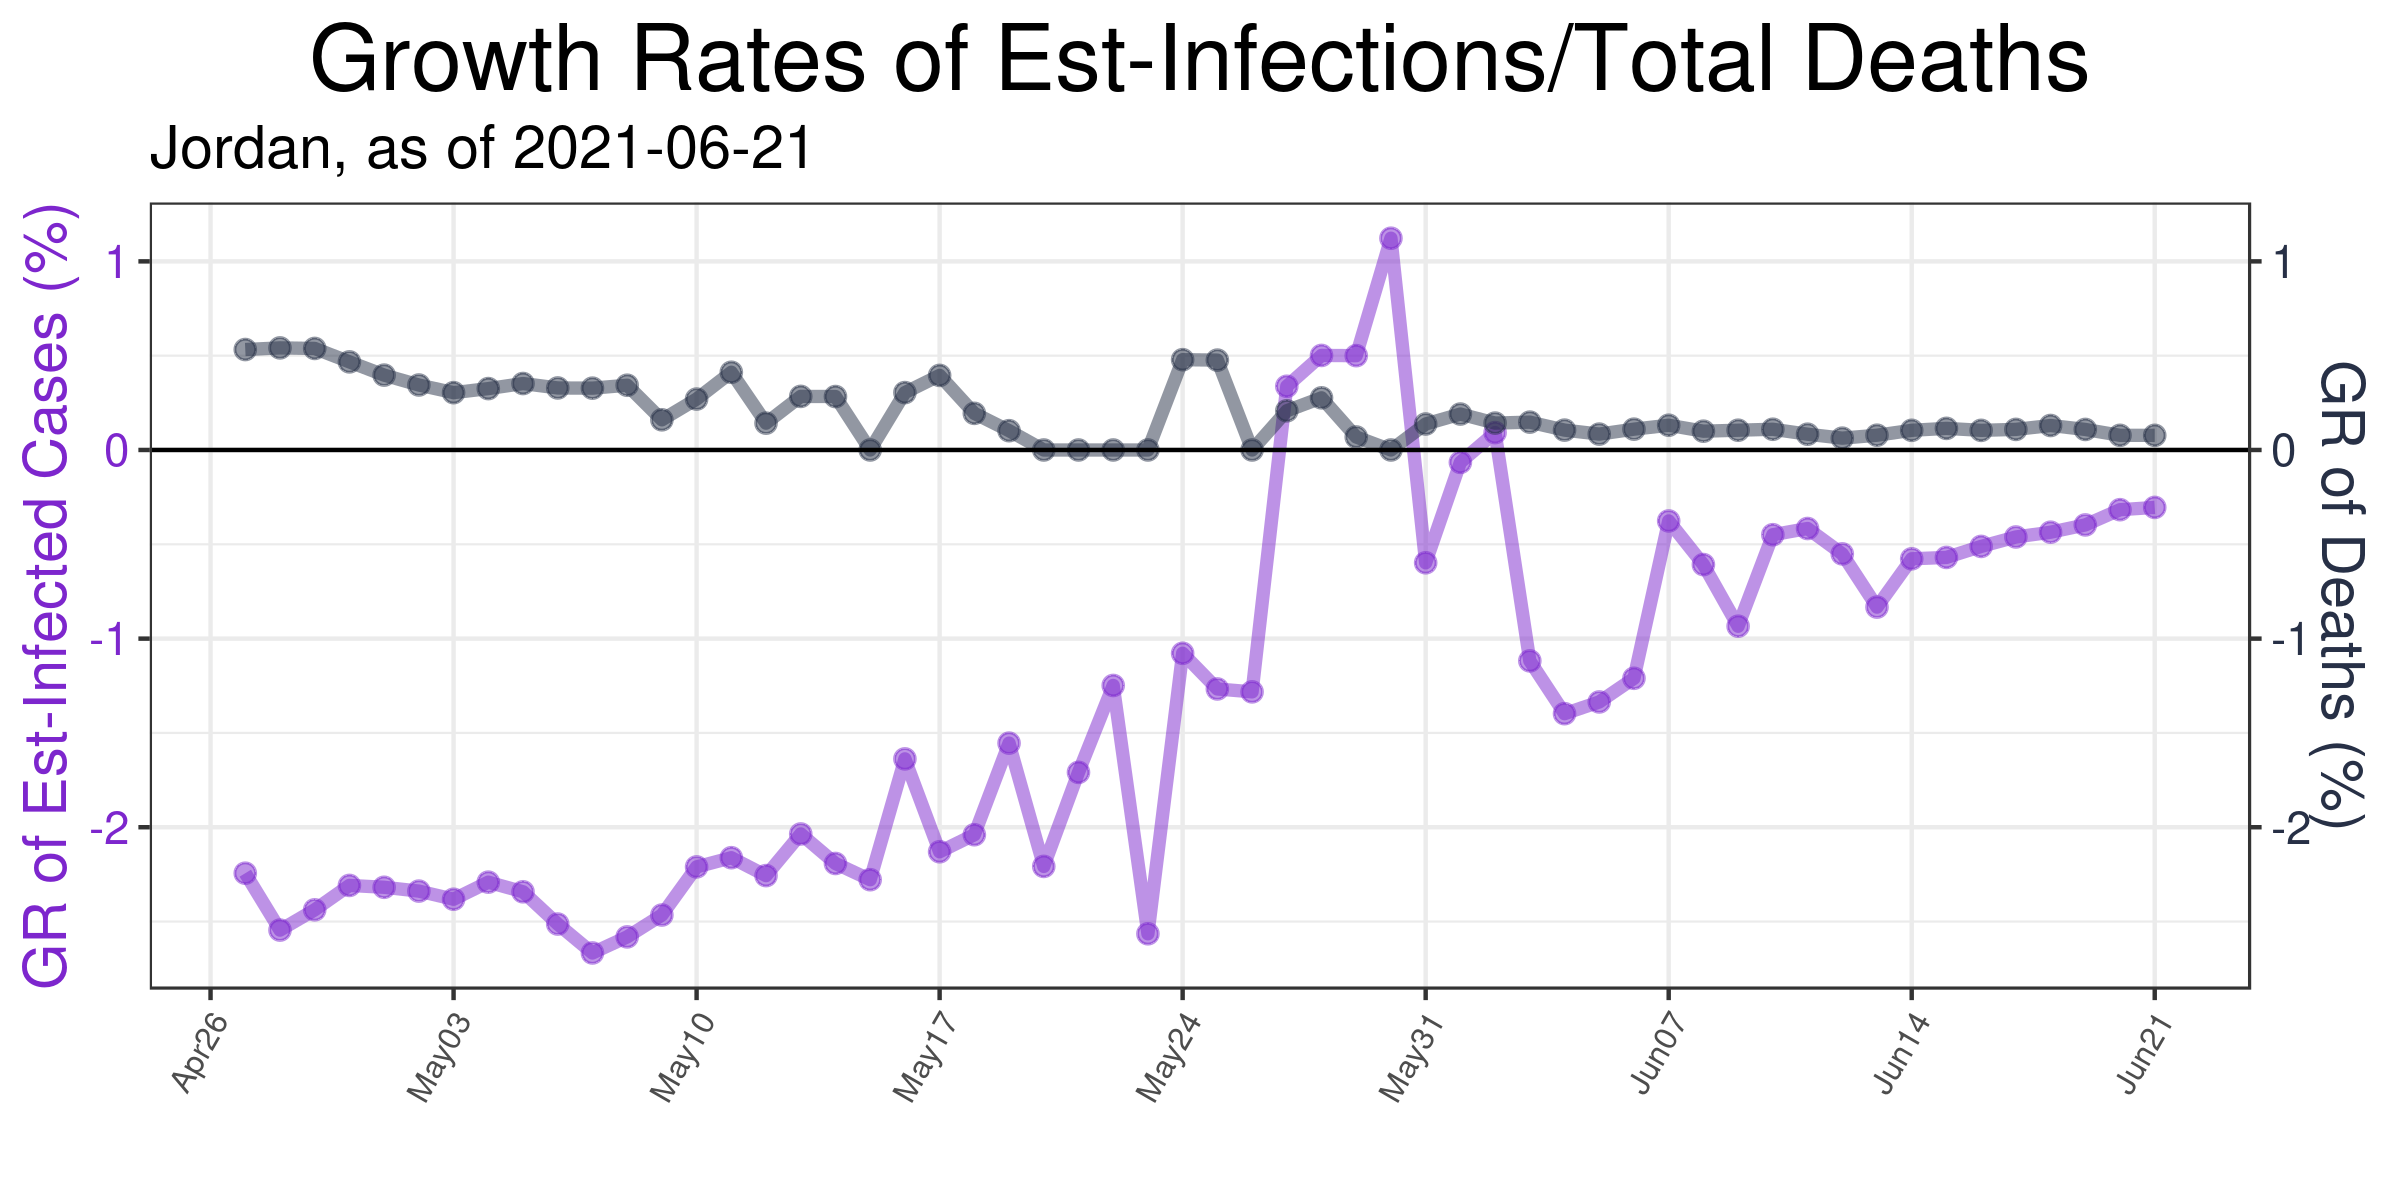 Growth Rates of Est-Infections/Total Deaths
Jordan, as of 2021-06-21
GR of Est-Infected Cases (%)
1
0
-1
-2
1
0
-1
-2
GR of Deaths (%)
Apr26
May03
May10
May17
May24
May31
Jun07
Jun14
Jun21